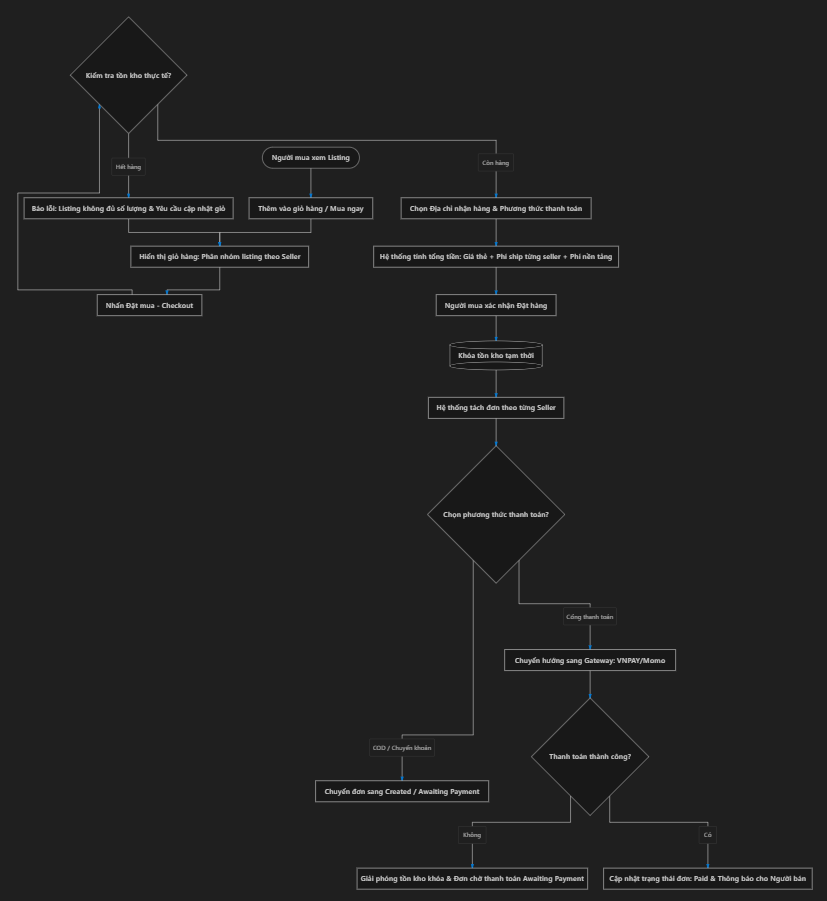 Kiểm tra tồn kho thực tế?
Hết hàng
Người mua xem Listing
Còn hàng
Báo lỗi: Listing không đủ số lượng & Yêu cầu cập nhật giỏ
Thêm vào giỏ hàng / Mua ngay
Chọn Địa chỉ nhận hàng & Phương thức thanh toán
Hiển thị giỏ hàng: Phân nhóm listing theo Seller
Hệ thống tính tổng tiền: Giá thẻ + Phí ship từng seller + Phí nền tảng
Nhấn Đặt mua - Checkout
Người mua xác nhận Đặt hàng
Khóa tồn kho tạm thời
Hệ thống tách đơn theo từng Seller
Chọn phương thức thanh toán?
Cổng thanh toán
Chuyển hướng sang Gateway: VNPAY/Momo
COD / Chuyển khoản
Thanh toán thành công?
Chuyển đơn sang Created / Awaiting Payment
Không
Có
Giải phóng tồn kho khóa & Đơn chờ thanh toán Awaiting Payment
Cập nhật trạng thái đơn: Paid & Thông báo cho Người bán